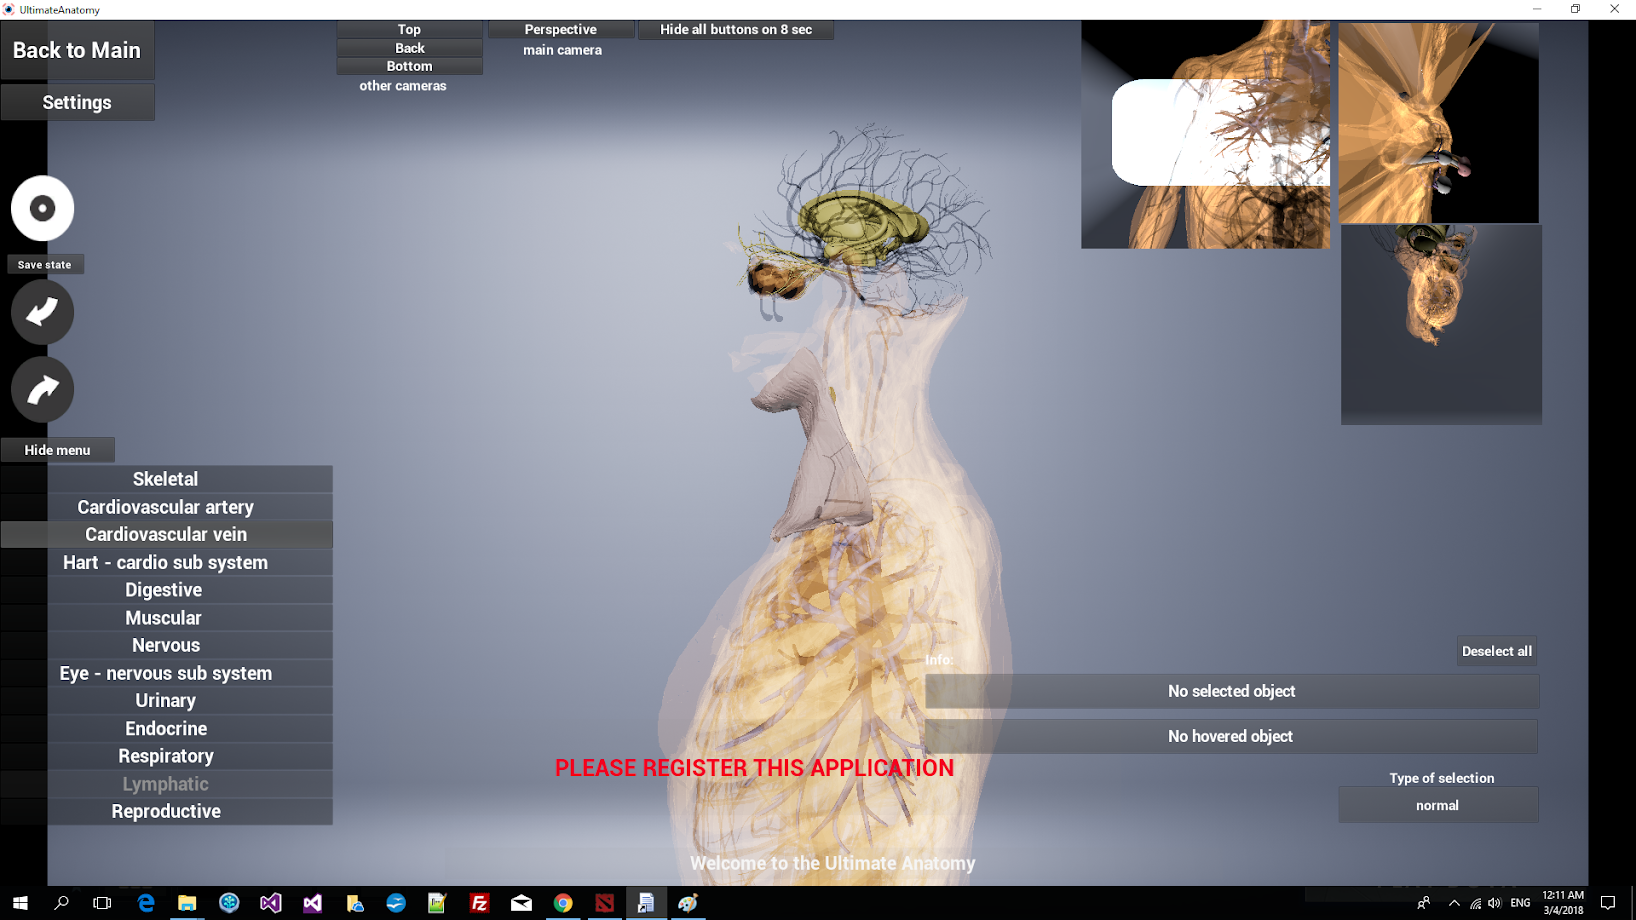 UltimateAnatomy
Back to Main
Settings
Top
Back
Bottom
other cameras
Perspective
main camera
Hide all buttons on 8 sec
Save state
Hide menu
Skeletal
Cardiovascular artery
Cardiovascular vein
Hart - cardio sub system
Digestive
Muscular
Nervous
Eye - nervous sub system
Urinary
Endocrine
Respiratory
Lymphatic
Reproductive
Info:
Deselect all
No selected object
No hovered object
PLEASE REGISTER THIS APPLICATION
Type of selection
normal
Welcome to the Ultimate Anatomy
ENG
12:11 AM
3/4/2018